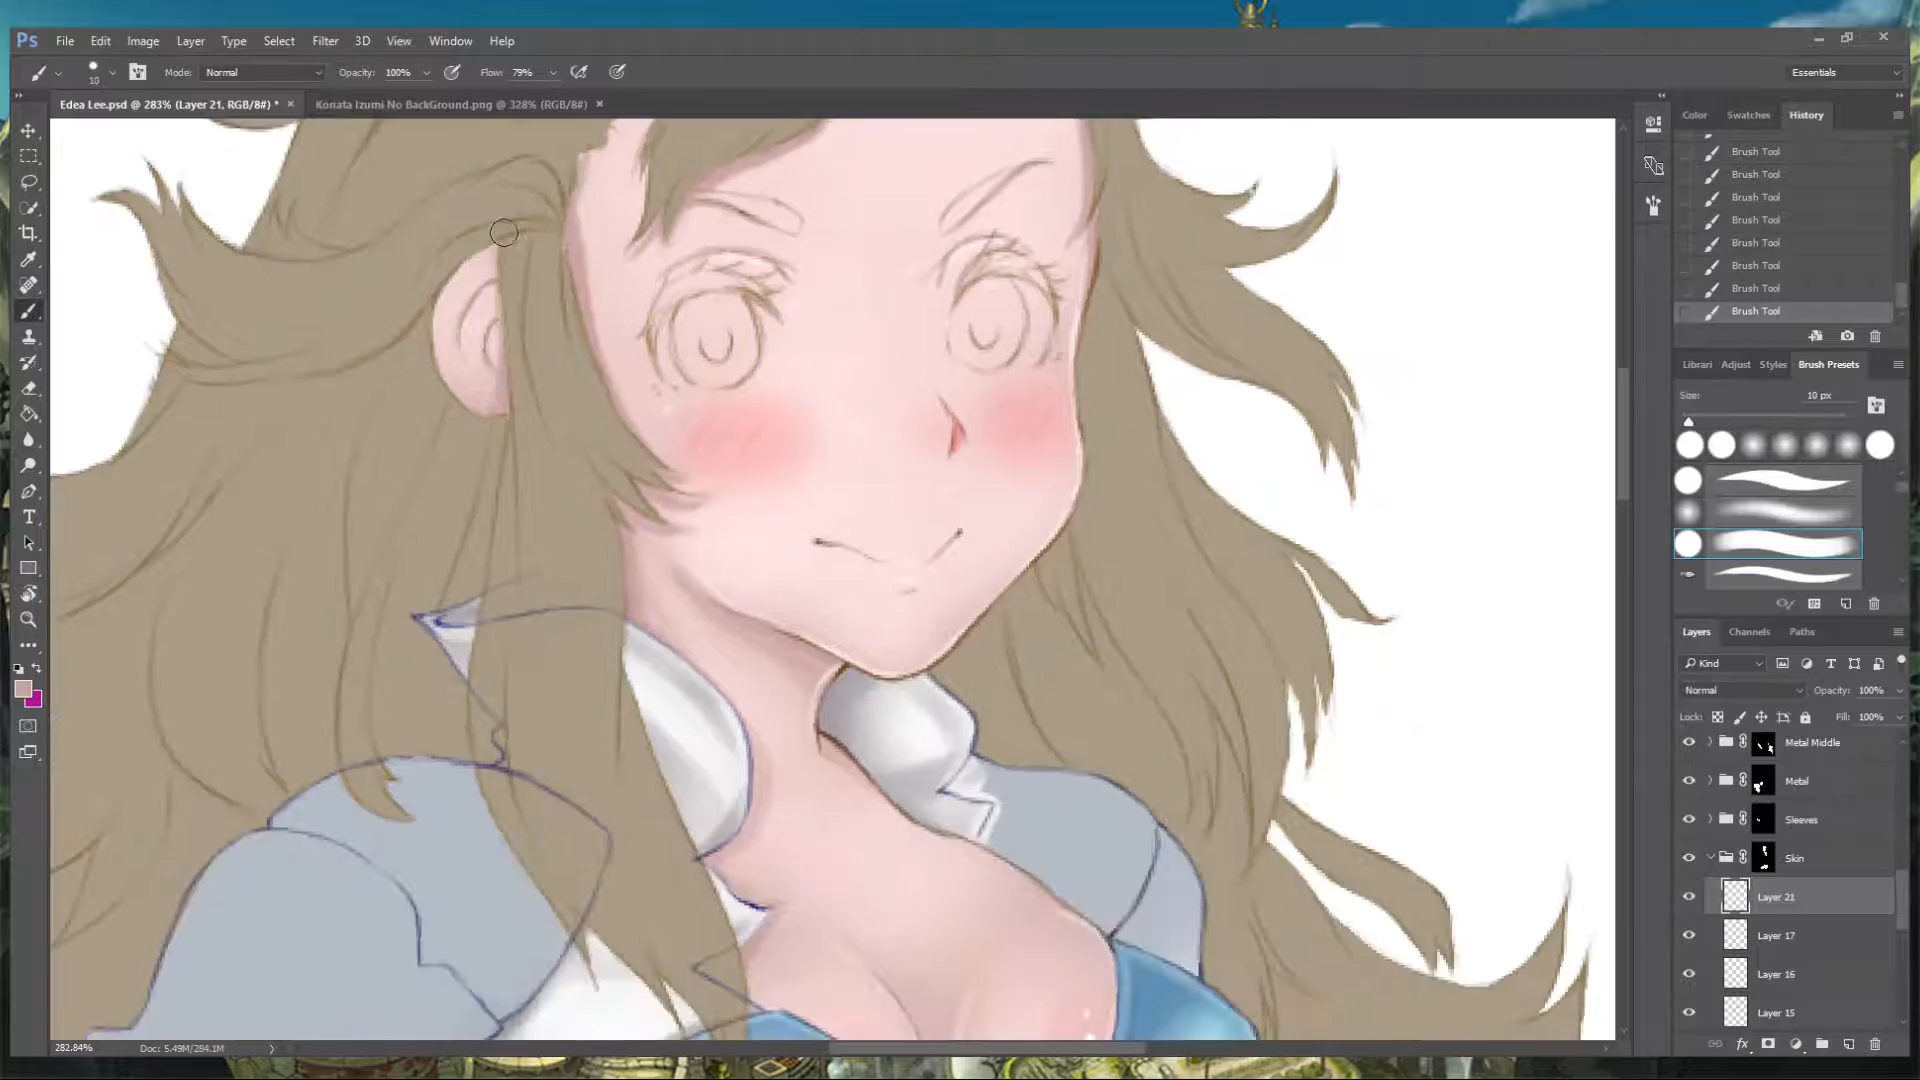 Ps File Edit Image Layer Type Select Filter 3D View Window Help
10 Mode: Normal Opacity: 100% Flow: 79% Essentials
Edea Lee.psd @ 283% (Layer 21, RGB/8#) * × Konata Izumi No BackGround.png @ 328% (RGB/8#) ×
Color Swatches History
Brush Tool
Brush Tool
Brush Tool
Brush Tool
Brush Tool
Brush Tool
Brush Tool
Brush Tool
Librari Adjust Styles Brush Presets
Size: 10 px
Layers Channels Paths
Kind
Normal Opacity: 100%
Lock: Fill: 100%
Metal Middle
Metal
Sleeves
Skin
Layer 21
Layer 17
Layer 16
Layer 15
fx
282.84% Doc: 5.49M/284.1M